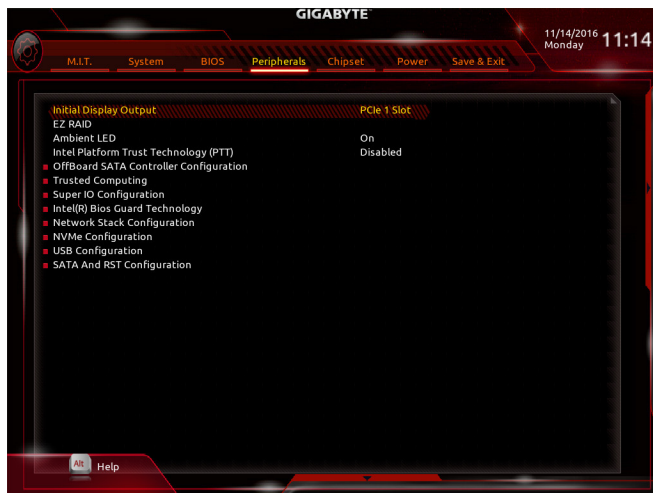 GIGABYTE™
11/14/2016 11:14
Monday
M.I.T. System BIOS Peripherals Chipset Power Save & Exit
Initial Display Output PCIe 1 Slot
EZ RAID
Ambient LED On
Intel Platform Trust Technology (PTT) Disabled
OffBoard SATA Controller Configuration
Trusted Computing
Super IO Configuration
Intel(R) Bios Guard Technology
Network Stack Configuration
NVMe Configuration
USB Configuration
SATA And RST Configuration
Alt Help